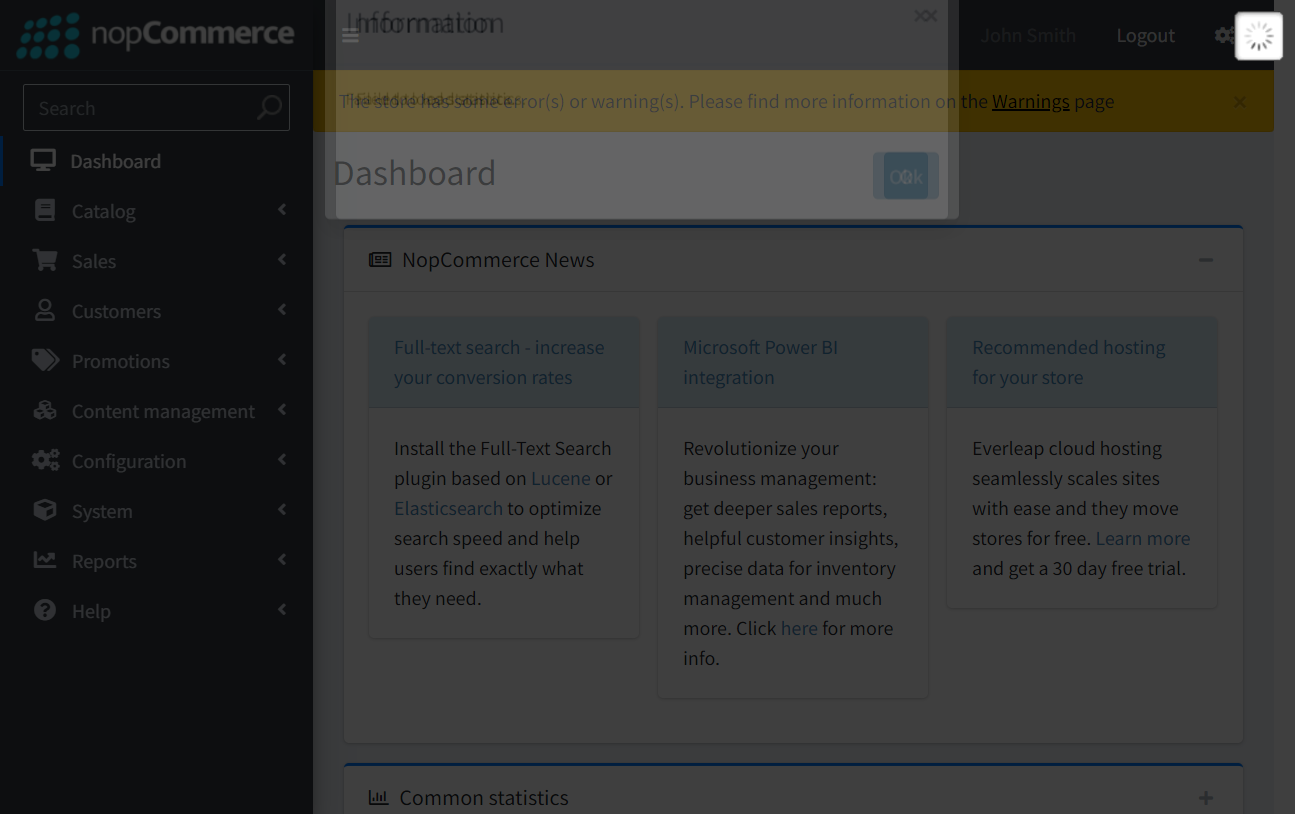 nopCommerce
Information
John Smith
Logout
Search
The store has some error(s) or warning(s). Please find more information on the Warnings page
Dashboard
Dashboard
Ok
Catalog
Sales
Customers
Promotions
Content management
Configuration
System
Reports
Help
NopCommerce News
Full-text search - increase
your conversion rates
Install the Full-Text Search
plugin based on Lucene or
Elasticsearch to optimize
search speed and help
users find exactly what
they need.
Microsoft Power BI
integration
Revolutionize your
business management:
get deeper sales reports,
helpful customer insights,
precise data for inventory
management and much
more. Click here for more
info.
Recommended hosting
for your store
Everleap cloud hosting
seamlessly scales sites
with ease and they move
stores for free. Learn more
and get a 30 day free trial.
Common statistics